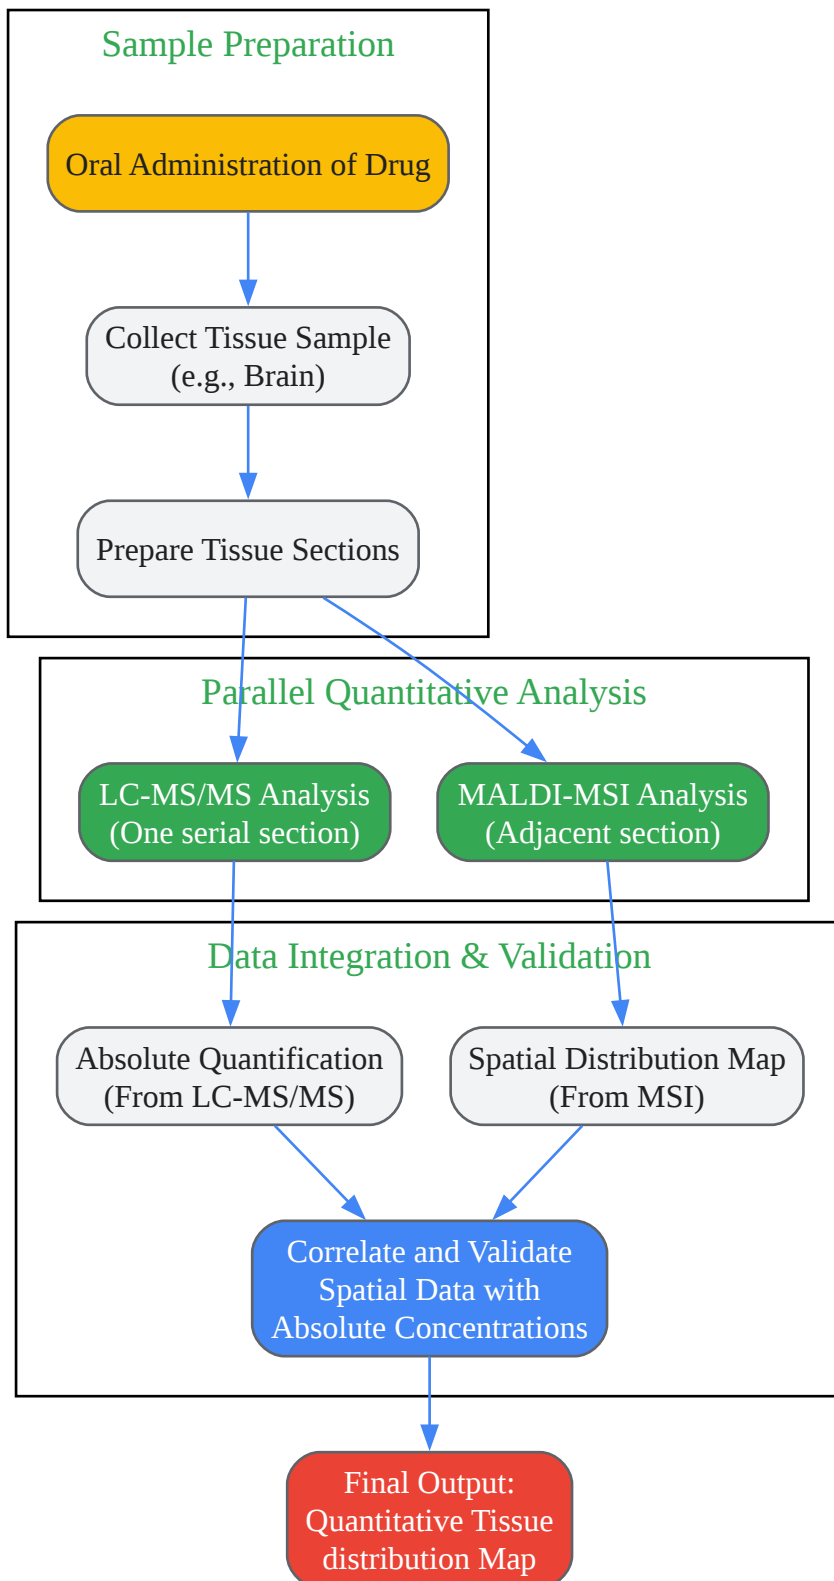 Sample Preparation
Oral Administration of Drug
Collect Tissue Sample
(e.g., Brain)
Prepare Tissue Sections
Parallel Quantitative Analysis
LC-MS/MS Analysis
(One serial section)
MALDI-MSI Analysis
(Adjacent section)
Data Integration & Validation
Absolute Quantification
(From LC-MS/MS)
Spatial Distribution Map
(From MSI)
Correlate and Validate
Spatial Data with
Absolute Concentrations
Final Output:
Quantitative Tissue
distribution Map